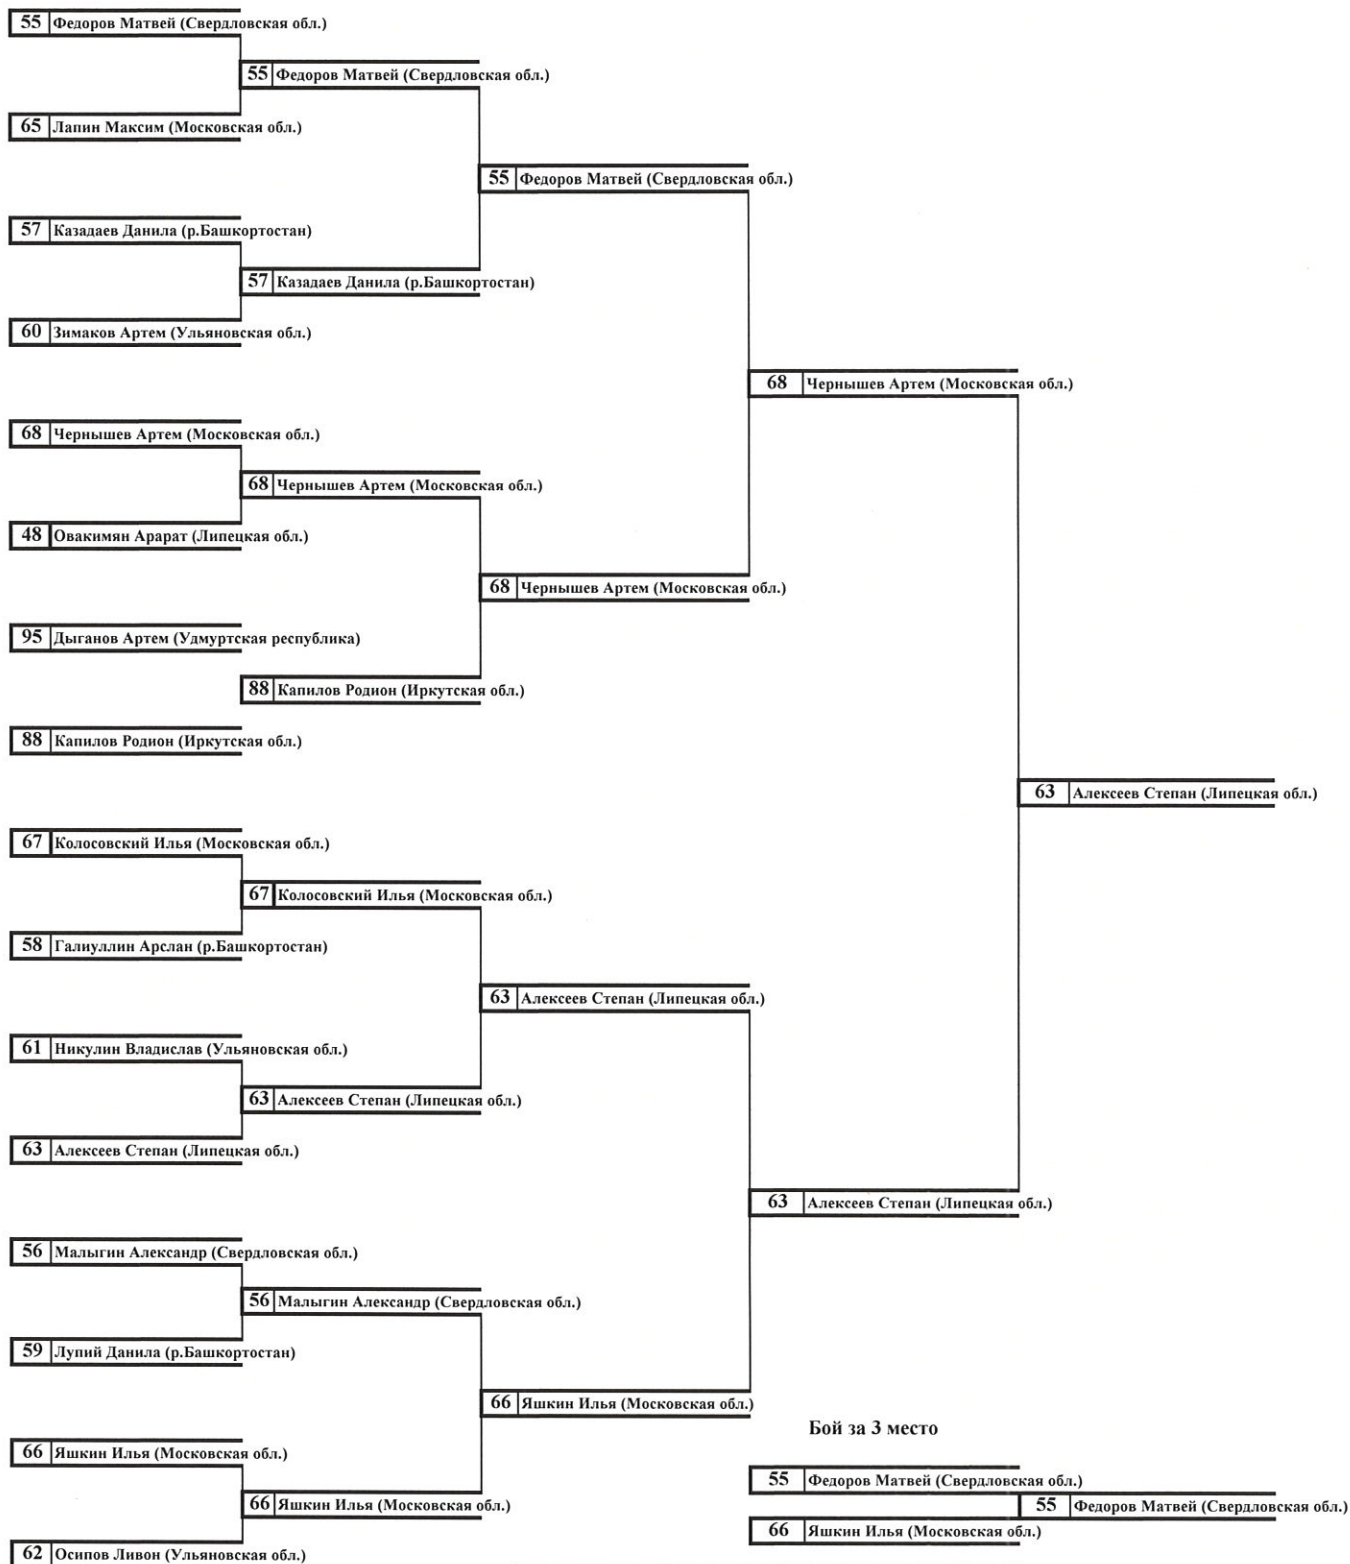 55 Федоров Матвей (Свердловская обл.)
55 Федоров Матвей (Свердловская обл.)
65 Лапин Максим (Московская обл.)
55 Федоров Матвей (Свердловская обл.)
57 Казадаев Данила (р.Башкортостан)
57 Казадаев Данила (р.Башкортостан)
60 Зимаков Артем (Ульяновская обл.)
68 Чернышев Артем (Московская обл.)
68 Чернышев Артем (Московская обл.)
68 Чернышев Артем (Московская обл.)
48 Овакимян Арарат (Липецкая обл.)
68 Чернышев Артем (Московская обл.)
95 Дыганов Артем (Удмуртская республика)
88 Капилов Родион (Иркутская обл.)
88 Капилов Родион (Иркутская обл.)
63 Алексеев Степан (Липецкая обл.)
67 Колосовский Илья (Московская обл.)
67 Колосовский Илья (Московская обл.)
58 Галиуллин Арслан (р.Башкортостан)
63 Алексеев Степан (Липецкая обл.)
61 Никулин Владислав (Ульяновская обл.)
63 Алексеев Степан (Липецкая обл.)
63 Алексеев Степан (Липецкая обл.)
63 Алексеев Степан (Липецкая обл.)
56 Малыгин Александр (Свердловская обл.)
56 Малыгин Александр (Свердловская обл.)
59 Лупий Данила (р.Башкортостан)
66 Яшкин Илья (Московская обл.)
Бой за 3 место
66 Яшкин Илья (Московская обл.)
55 Федоров Матвей (Свердловская обл.)
66 Яшкин Илья (Московская обл.)
55 Федоров Матвей (Свердловская обл.)
66 Яшкин Илья (Московская обл.)
62 Осипов Ливон (Ульяновская обл.)